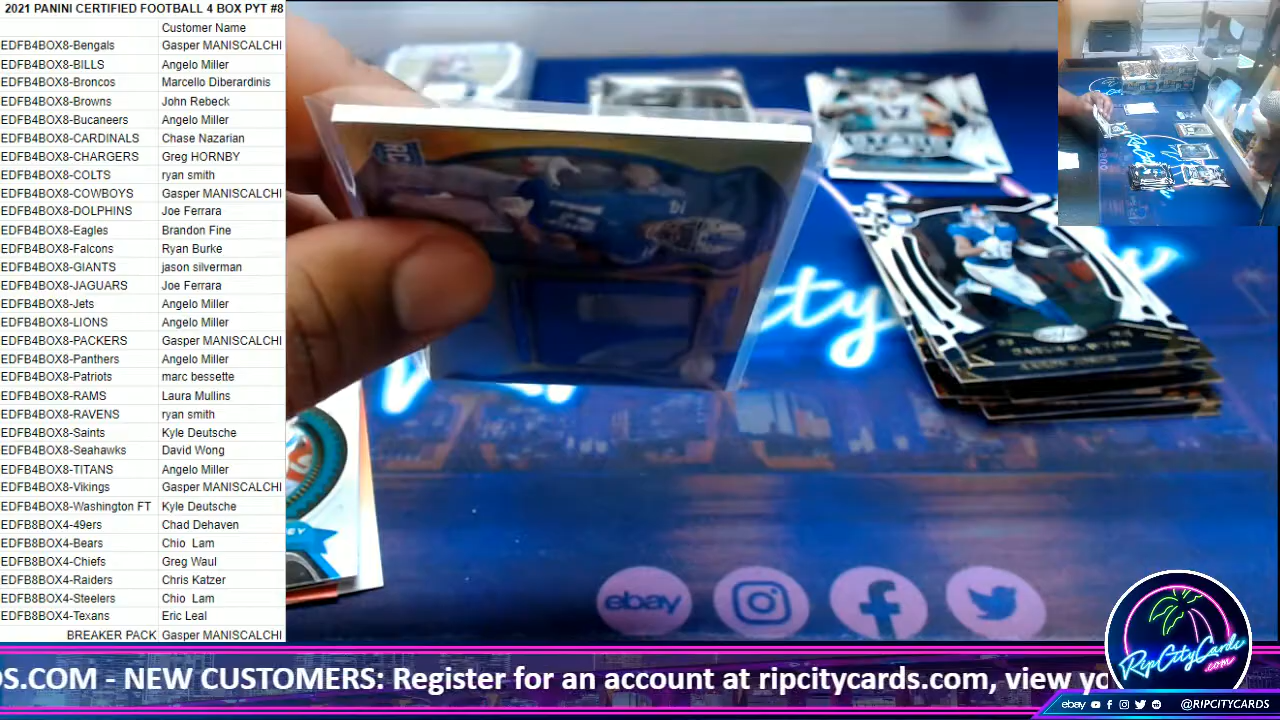 2021 PANINI CERTIFIED FOOTBALL 4 BOX PYT #8
Customer Name
EDFB4BOX8-Bengals Gasper MANISCALCHI
EDFB4BOX8-BILLS Angelo Miller
EDFB4BOX8-Broncos Marcello Diberardinis
EDFB4BOX8-Browns John Rebeck
EDFB4BOX8-Bucaneers Angelo Miller
EDFB4BOX8-CARDINALS Chase Nazarian
EDFB4BOX8-CHARGERS Greg HORNBY
EDFB4BOX8-COLTS ryan smith
EDFB4BOX8-COWBOYS Gasper MANISCALCHI
EDFB4BOX8-DOLPHINS Joe Ferrara
EDFB4BOX8-Eagles Brandon Fine
EDFB4BOX8-Falcons Ryan Burke
EDFB4BOX8-GIANTS jason silverman
EDFB4BOX8-JAGUARS Joe Ferrara
EDFB4BOX8-Jets Angelo Miller
EDFB4BOX8-LIONS Angelo Miller
EDFB4BOX8-PACKERS Gasper MANISCALCHI
EDFB4BOX8-Panthers Angelo Miller
EDFB4BOX8-Patriots marc bessette
EDFB4BOX8-RAMS Laura Mullins
EDFB4BOX8-RAVENS ryan smith
EDFB4BOX8-Saints Kyle Deutsche
EDFB4BOX8-Seahawks David Wong
EDFB4BOX8-TITANS Angelo Miller
EDFB4BOX8-Vikings Gasper MANISCALCHI
EDFB4BOX8-Washington FT Kyle Deutsche
EDFB8BOX4-49ers Chad Dehaven
EDFB8BOX4-Bears Chio Lam
EDFB8BOX4-Chiefs Greg Waul
EDFB8BOX4-Raiders Chris Katzer
EDFB8BOX4-Steelers Chio Lam
EDFB8BOX4-Texans Eric Leal
BREAKER PACK Gasper MANISCALCHI
RC
ty
ebay
RipCityCards
.com
DS.COM - NEW CUSTOMERS: Register for an account at ripcitycards.com, view yo
ebay @RIPCITYCARDS